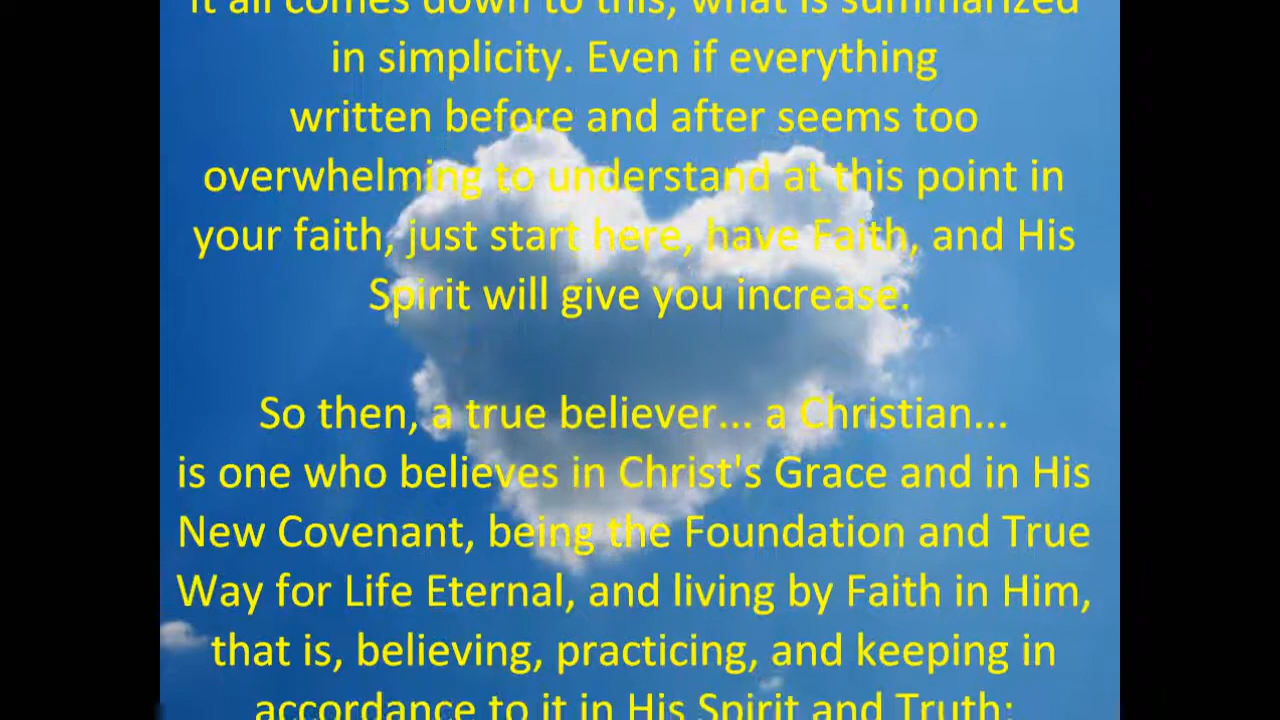 it all comes down to this, what is summarized
in simplicity. Even if everything
written before and after seems too
overwhelming to understand at this point in
your faith, just start here, have Faith, and His
Spirit will give you increase.
So then, a true believer... a Christian...
is one who believes in Christ's Grace and in His
New Covenant, being the Foundation and True
Way for Life Eternal, and living by Faith in Him,
that is, believing, practicing, and keeping in
accordance to it in His Spirit and Truth: